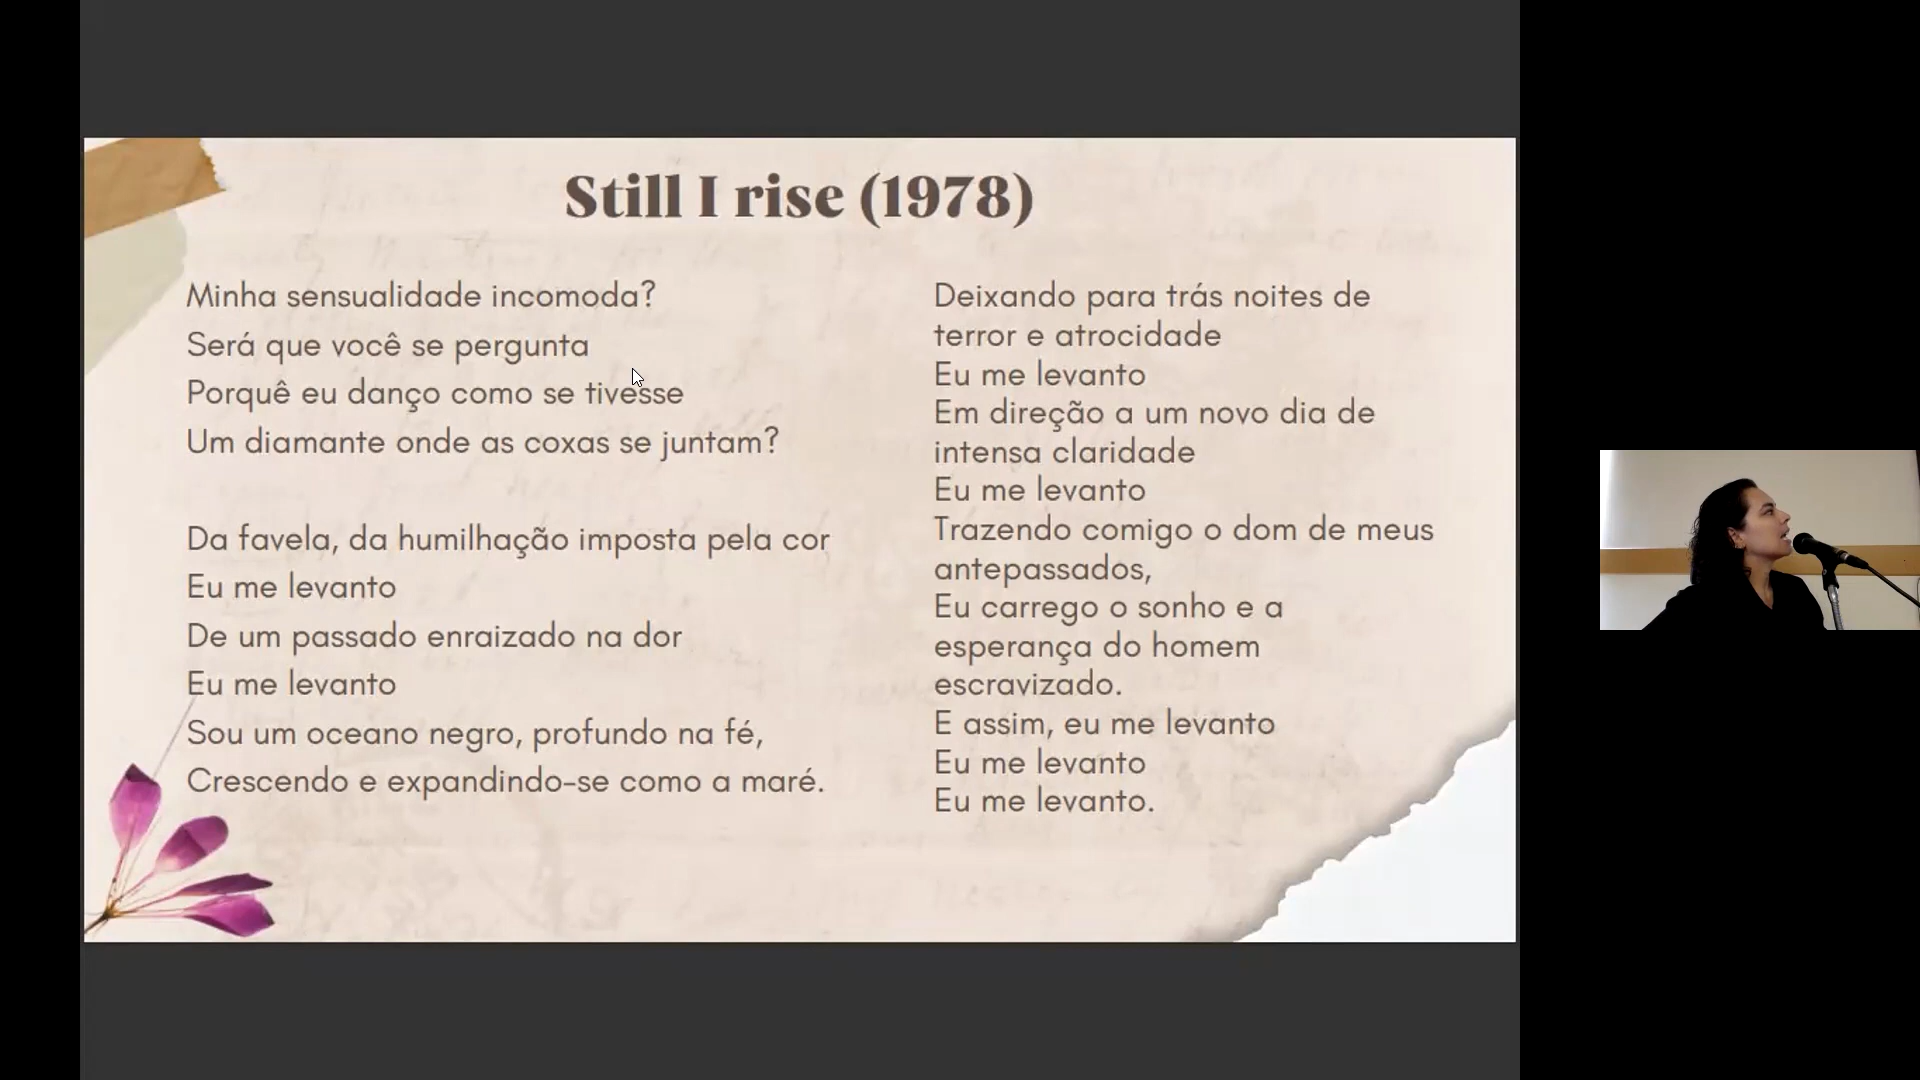 Still I rise (1978)
Minha sensualidade incomoda?
Será que você se pergunta
Porquê eu danço como se tivesse
Um diamante onde as coxas se juntam?
Da favela, da humilhação imposta pela cor
Eu me levanto
De um passado enraizado na dor
Eu me levanto
Sou um oceano negro, profundo na fé,
Crescendo e expandindo-se como a maré.
Deixando para trás noites de
terror e atrocidade
Eu me levanto
Em direção a um novo dia de
intensa claridade
Eu me levanto
Trazendo comigo o dom de meus
antepassados,
Eu carrego o sonho e a
esperança do homem
escravizado.
E assim, eu me levanto
Eu me levanto
Eu me levanto.